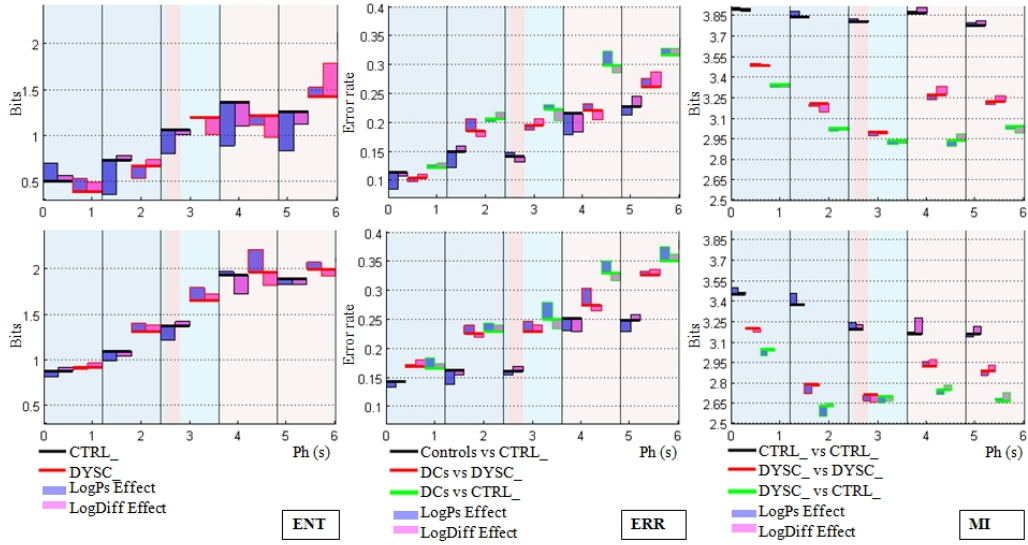 2
1.5
1
0.5
Bits
0 1 2 3 4 5 6
0.4
0.35
0.3
0.25
0.2
0.15
0.1
Error rate
0 1 2 3 4 5 6
3.85
3.7
3.55
3.4
3.25
3.1
2.95
2.8
2.65
2.5
Bits
0 1 2 3 4 5 6
2
1.5
1
0.5
Bits
0 1 2 3 4 5 6
Ph (s)
0.4
0.35
0.3
0.25
0.2
0.15
0.1
Error rate
0 1 2 3 4 5 6
Ph (s)
3.85
3.7
3.55
3.4
3.25
3.1
2.95
2.8
2.65
2.5
Bits
0 1 2 3 4 5 6
Ph (s)
CTRL_
DYSC_
LogPs Effect
LogDiff Effect
ENT
Controls vs CTRL_
DCs vs DYSC_
DCs vs CTRL_
LogPs Effect
LogDiff Effect
ERR
CTRL_ vs CTRL_
DYSC_ vs DYSC_
DYSC_ vs CTRL_
LogPs Effect
LogDiff Effect
MI